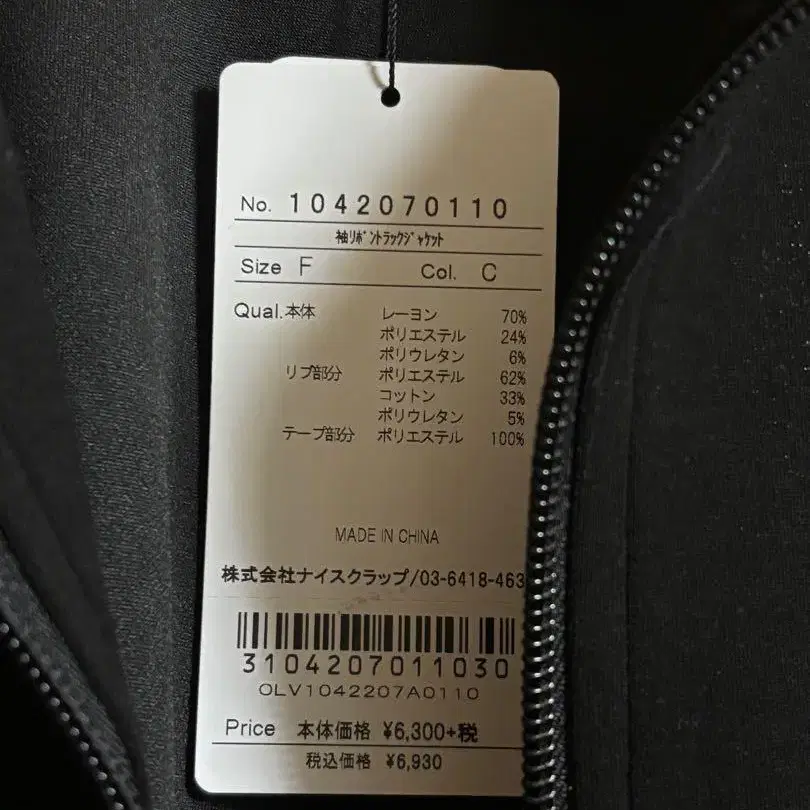 No. 1042070110
袖ﾘﾎﾞﾝﾄﾗｯｸｼﾞｬｹｯﾄ
Size F Col. C
Qual. 本体 レーヨン 70%
ポリエステル 24%
ポリウレタン 6%
リブ部分 ポリエステル 62%
コットン 33%
ポリウレタン 5%
テープ部分 ポリエステル 100%
MADE IN CHINA
株式会社ナイスクラップ/03-6418-463
3104207011030
OLV1042207A0110
Price 本体価格 ¥6,300+税
税込価格 ¥6,930